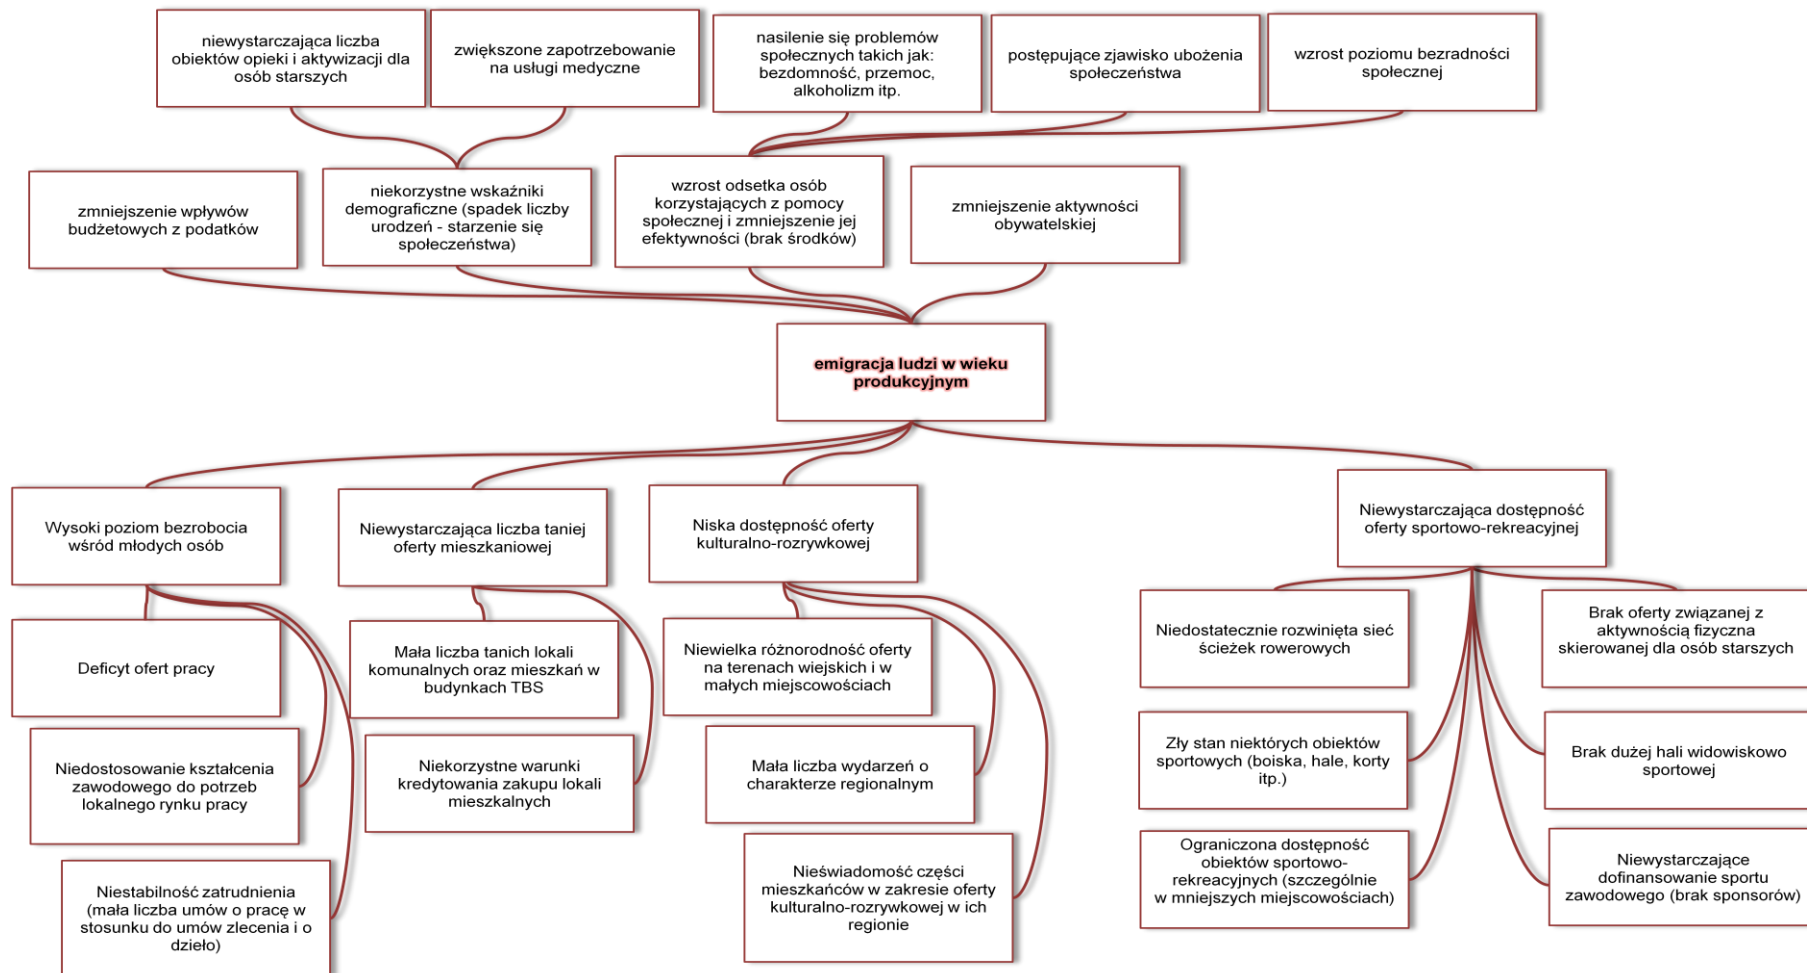 niewystarczająca liczba
obiektów opieki i aktywizacji dla
osób starszych
zwiększone zapotrzebowanie
na usługi medyczne
nasilenie się problemów
społecznych takich jak:
bezdomność, przemoc,
alkoholizm itp.
postępujące zjawisko ubożenia
społeczeństwa
wzrost poziomu bezradności
społecznej
zmniejszenie wpływów
budżetowych z podatków
niekorzystne wskaźniki
demograficzne (spadek liczby
urodzeń - starzenie się
społeczeństwa)
wzrost odsetka osób
korzystających z pomocy
społecznej i zmniejszenie jej
efektywności (brak środków)
zmniejszenie aktywności
obywatelskiej
emigracja ludzi w wieku
produkcyjnym
Wysoki poziom bezrobocia
wśród młodych osób
Niewystarczająca liczba taniej
oferty mieszkaniowej
Niska dostępność oferty
kulturalno-rozrywkowej
Niewystarczająca dostępność
oferty sportowo-rekreacyjnej
Deficyt ofert pracy
Mała liczba tanich lokali
komunalnych oraz mieszkań w
budynkach TBS
Niewielka różnorodność oferty
na terenach wiejskich i w
małych miejscowościach
Niedostatecznie rozwinięta sieć
ścieżek rowerowych
Brak oferty związanej z
aktywnością fizyczna
skierowanej dla osób starszych
Niedostosowanie kształcenia
zawodowego do potrzeb
lokalnego rynku pracy
Niekorzystne warunki
kredytowania zakupu lokali
mieszkalnych
Mała liczba wydarzeń o
charakterze regionalnym
Zły stan niektórych obiektów
sportowych (boiska, hale, korty
itp.)
Brak dużej hali widowiskowo
sportowej
Niestabilność zatrudnienia
(mała liczba umów o pracę w
stosunku do umów zlecenia i o
dzieło)
Nieświadomość części
mieszkańców w zakresie oferty
kulturalno-rozrywkowej w ich
regionie
Ograniczona dostępność
obiektów sportowo-
rekreacyjnych (szczególnie
w mniejszych miejscowościach)
Niewystarczające
dofinansowanie sportu
zawodowego (brak sponsorów)